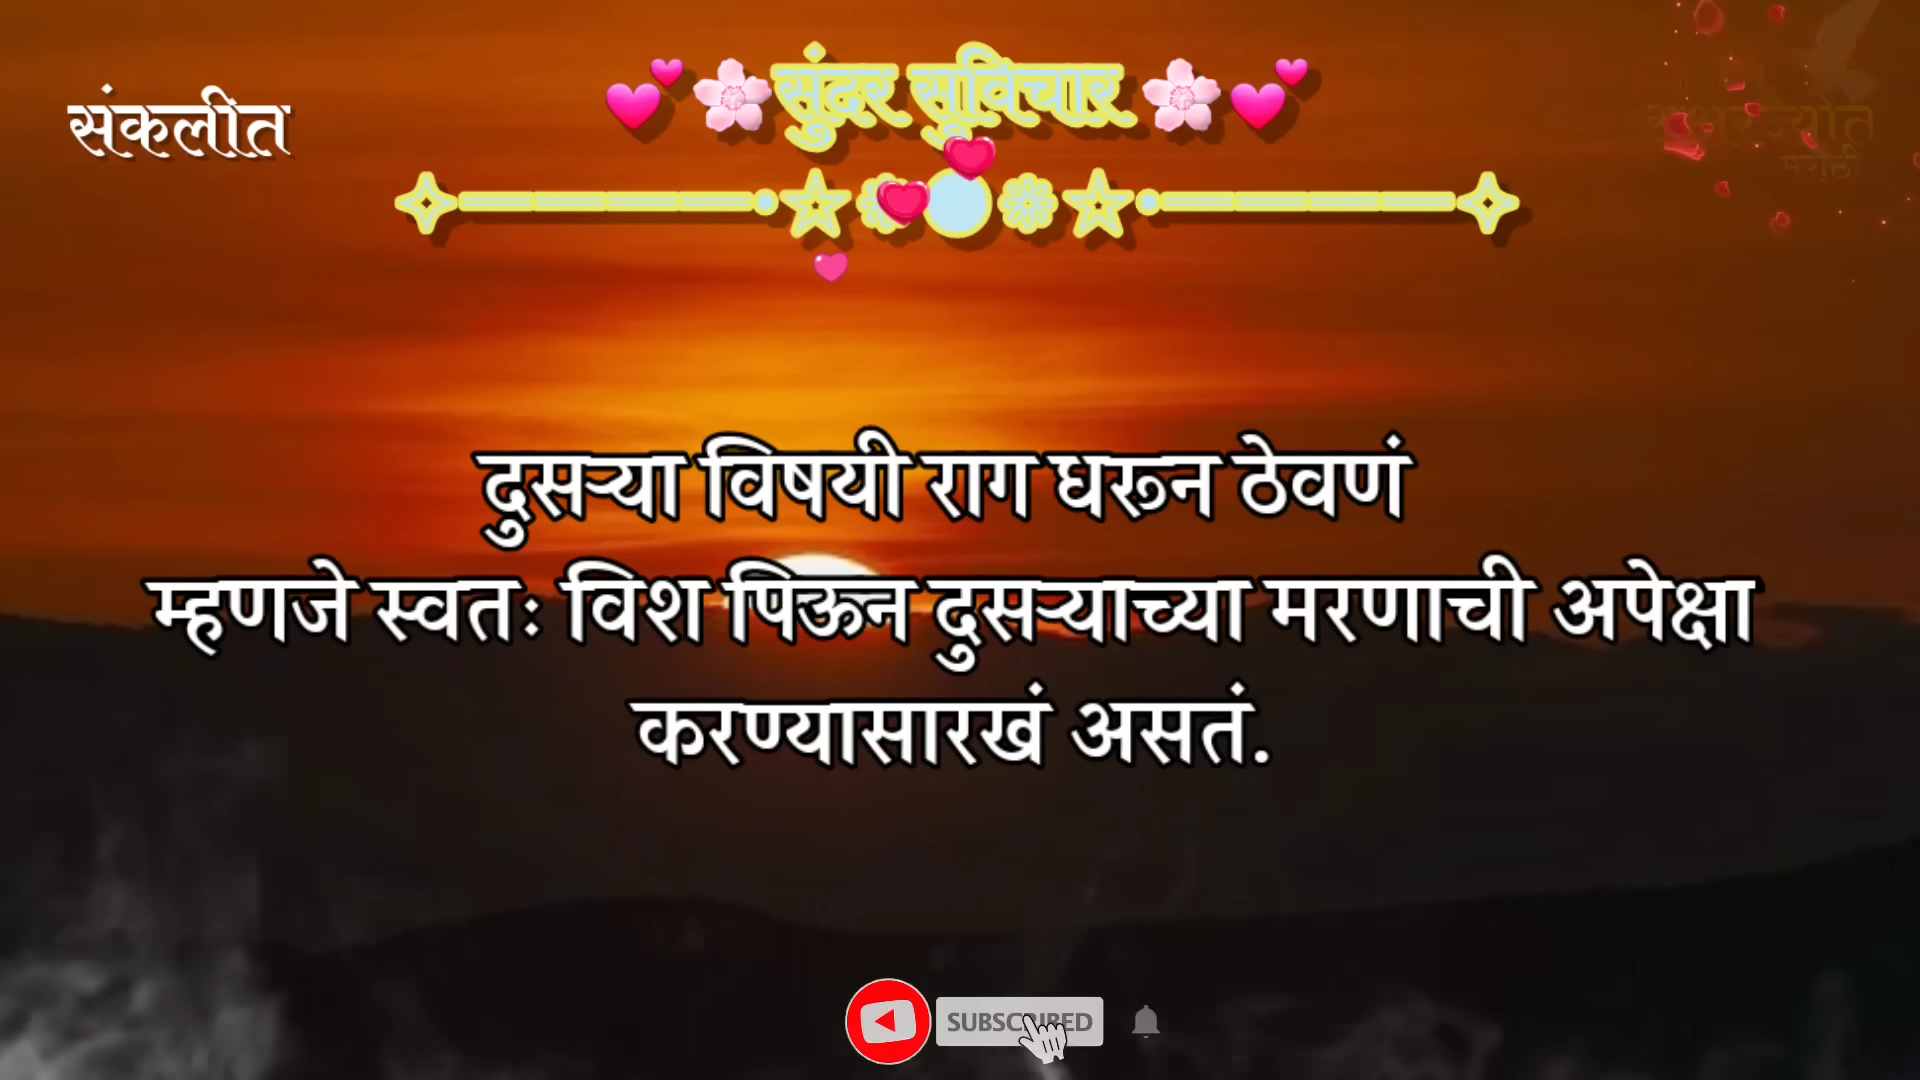 संकलीत
सुंदर सुविचार
दुसऱ्या विषयी राग धरून ठेवणं
म्हणजे स्वतः विश पिऊन दुसऱ्याच्या मरणाची अपेक्षा
करण्यासारखं असतं.
SUBSCRIBED